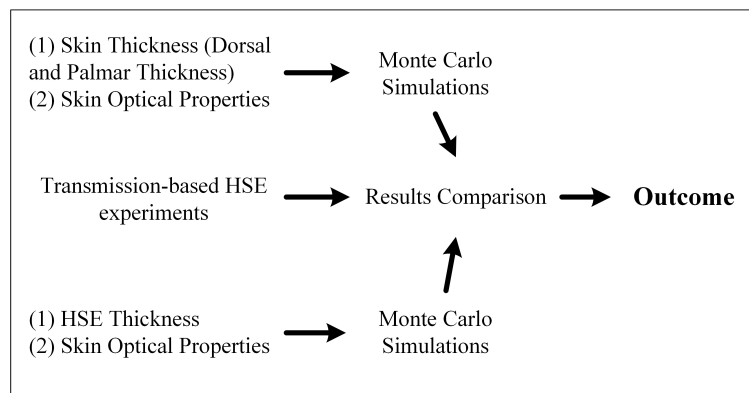 (1) Skin Thickness (Dorsal
and Palmar Thickness)
(2) Skin Optical Properties
Monte Carlo
Simulations
Transmission-based HSE
experiments
Results Comparison
Outcome
(1) HSE Thickness
(2) Skin Optical Properties
Monte Carlo
Simulations